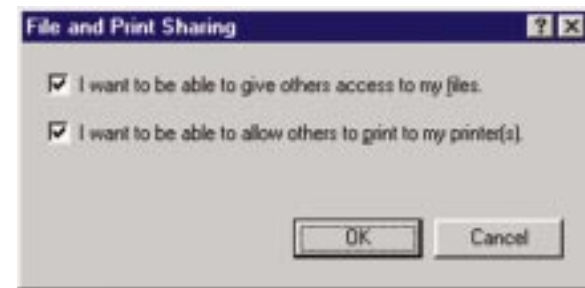 File and Print Sharing
I want to be able to give others access to my files.
I want to be able to allow others to print to my printer(s).
OK
Cancel